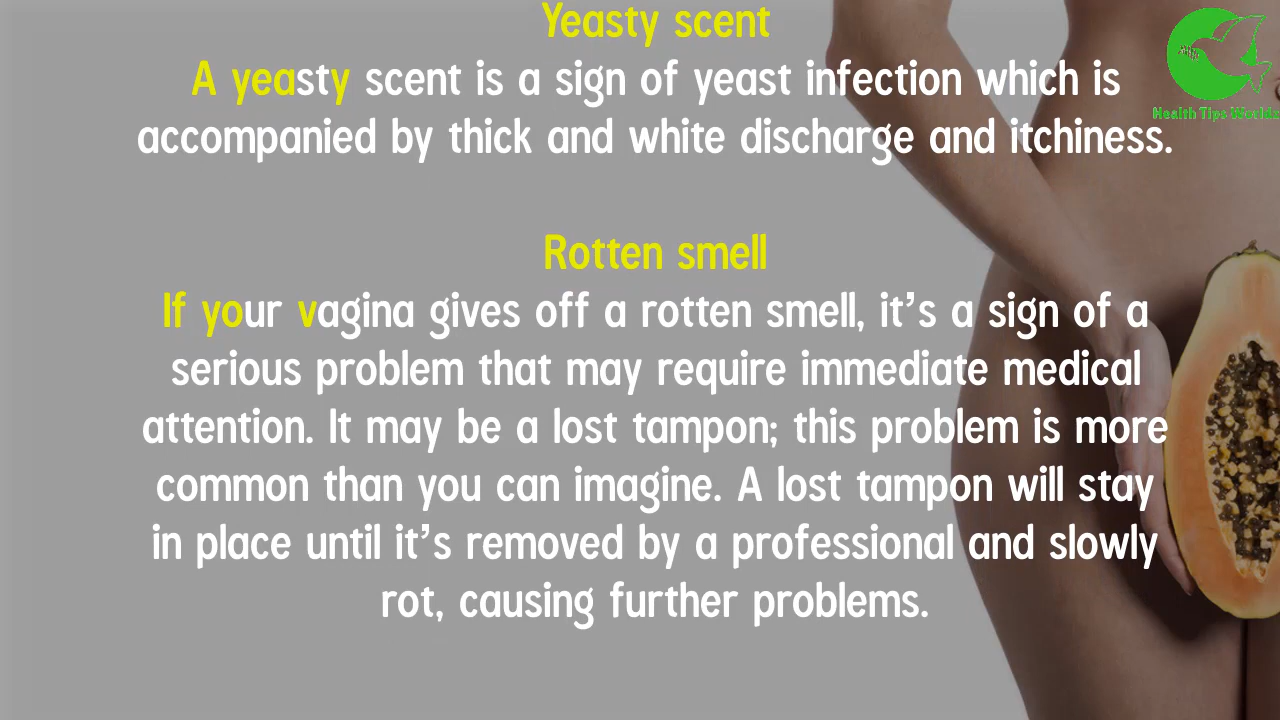 Yeasty scent
A yeasty scent is a sign of yeast infection which is
accompanied by thick and white discharge and itchiness.
Rotten smell
If your vagina gives off a rotten smell, it’s a sign of a
serious problem that may require immediate medical
attention. It may be a lost tampon; this problem is more
common than you can imagine. A lost tampon will stay
in place until it’s removed by a professional and slowly
rot, causing further problems.
Health Tips Worldz